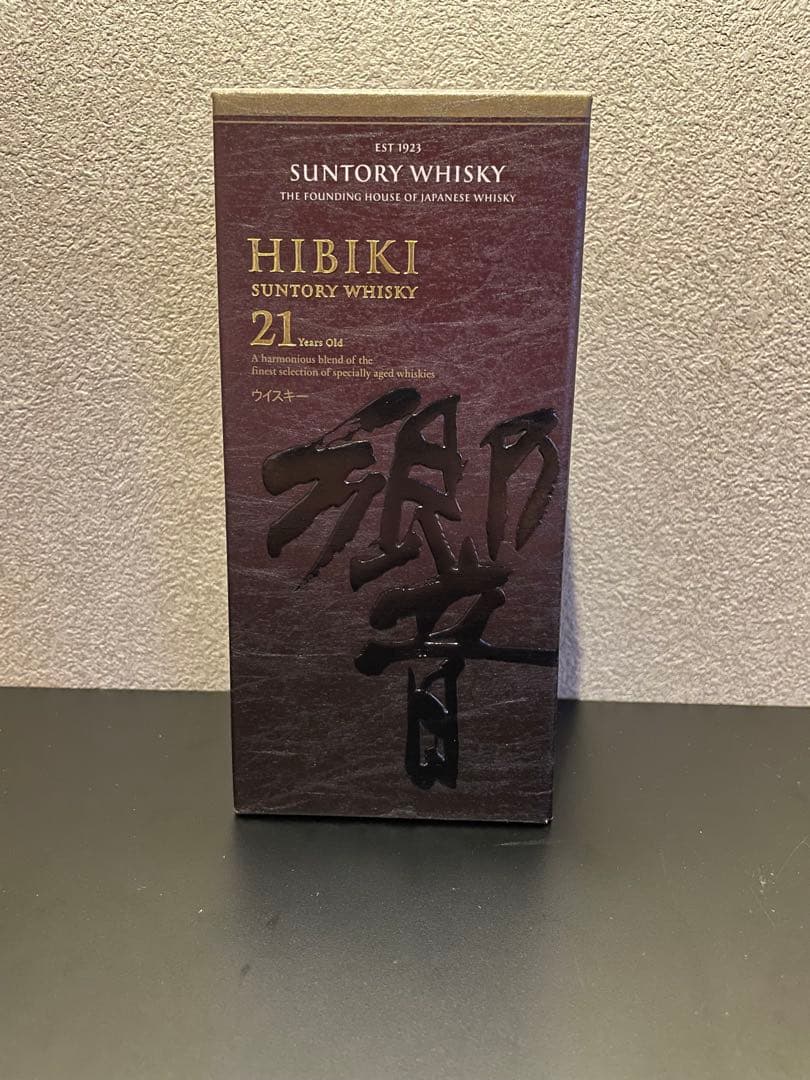 EST 1923
SUNTORY WHISKY
THE FOUNDING HOUSE OF JAPANESE WHISKY
HIBIKI
SUNTORY WHISKY
21 Years Old
A harmonious blend of the
finest selection of specially aged whiskies
ウイスキー
響